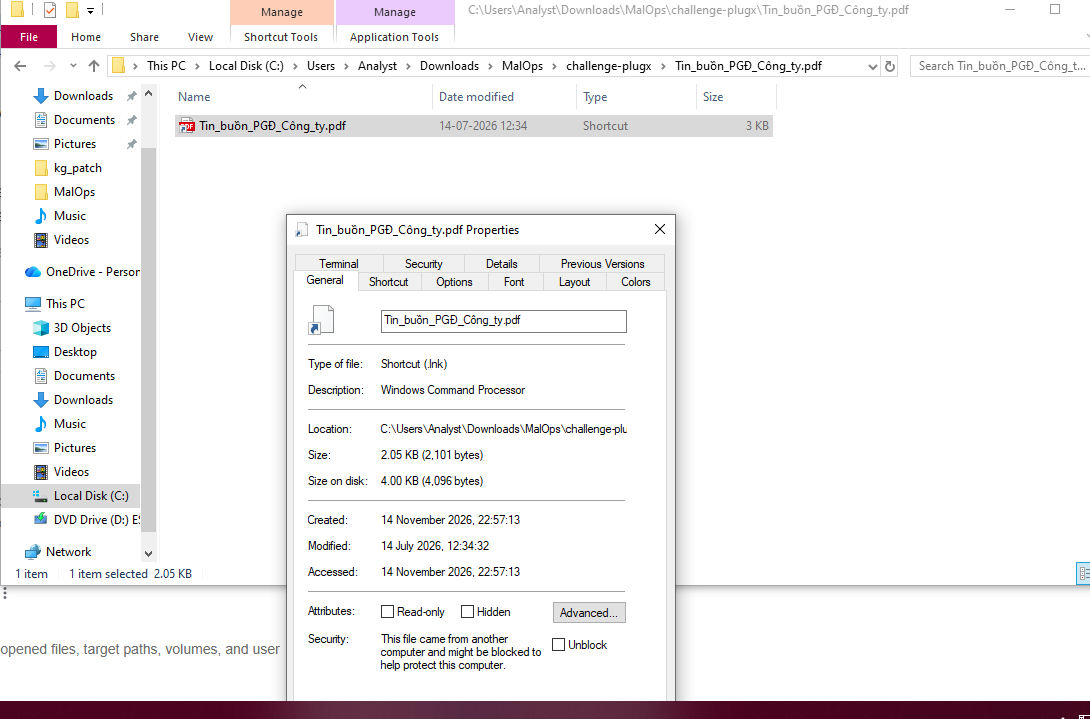 Manage
Manage
C:\Users\Analyst\Downloads\MalOps\challenge-plugx\Tin_buồn_PGĐ_Công_ty.pdf
File
Home
Share
View
Shortcut Tools
Application Tools
This PC
Local Disk (C:)
Users
Analyst
Downloads
MalOps
challenge-plugx
Tin_buồn_PGĐ_Công_ty.pdf
Search Tin_buồn_PGĐ_Công_t...
Downloads
Documents
Pictures
kg_patch
MalOps
Music
Videos
OneDrive - Person
This PC
3D Objects
Desktop
Documents
Downloads
Music
Pictures
Videos
Local Disk (C:)
DVD Drive (D:) ES
Network
1 item
1 item selected 2.05 KB
Name
Date modified
Type
Size
PDF
Tin_buồn_PGĐ_Công_ty.pdf
14-07-2026 12:34
Shortcut
3 KB
Tin_buồn_PGĐ_Công_ty.pdf Properties
Terminal
Security
Details
Previous Versions
General
Shortcut
Options
Font
Layout
Colors
Tin_buồn_PGĐ_Công_ty.pdf
Type of file: Shortcut (.lnk)
Description: Windows Command Processor
Location: C:\Users\Analyst\Downloads\MalOps\challenge-plu
Size: 2.05 KB (2,101 bytes)
Size on disk: 4.00 KB (4,096 bytes)
Created: 14 November 2026, 22:57:13
Modified: 14 July 2026, 12:34:32
Accessed: 14 November 2026, 22:57:13
Attributes: Read-only Hidden Advanced...
Security: This file came from another
computer and might be blocked to
help protect this computer.
Unblock
opened files, target paths, volumes, and user